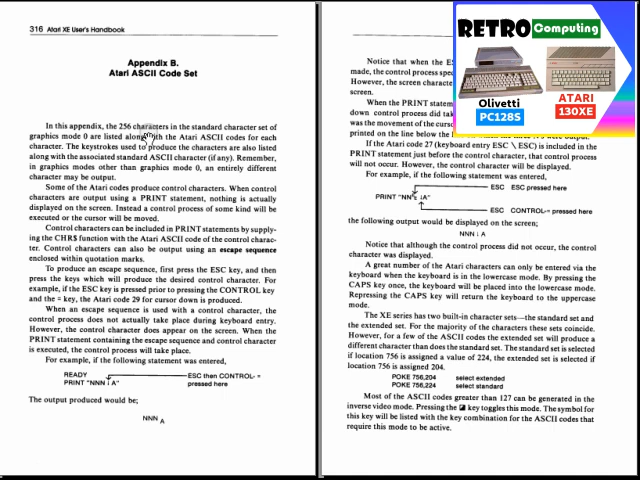 316 Atari XE User's Handbook
Appendix B.
Atari ASCII Code Set
In this appendix, the 256 characters in the standard character set of
graphics mode 0 are listed along with the Atari ASCII codes for each
character. The keystrokes used to produce the characters are also listed
along with the associated standard ASCII character (if any). Remember,
in graphics modes other than graphics mode 0, an entirely different
character may be output.
Some of the Atari codes produce control characters. When control
characters are output using a PRINT statement, nothing is actually
displayed on the screen. Instead a control process of some kind will be
executed or the cursor will be moved.
Control characters can be included in PRINT statements by supply-
ing the CHR$ function with the Atari ASCII code of the control charac-
ter. Control characters can also be output using an escape sequence
enclosed within quotation marks.
To produce an escape sequence, first press the ESC key, and then
press the keys which will produce the desired control character. For
example, if the ESC key is pressed prior to pressing the CONTROL key
and the = key, the Atari code 29 for cursor down is produced.
When an escape sequence is used with a control character, the
control process does not actually take place during keyboard entry.
However, the control character does appear on the screen. When the
PRINT statement containing the escape sequence and control character
is executed, the control process will take place.
For example, if the following statement was entered,
READY ESC then CONTROL- =
PRINT "NNN ↓ A" pressed here
The output produced would be;
NNN
A
Notice that when the ES
made, the control process spec
However, the screen character
screen.
When the PRINT statem
down control process did tak
was the movement of the curso
printed on the line below the
If the Atari code 27 (keyboard entry ESC \ ESC) is included in the
PRINT statement just before the control character, that control process
will not occur. However, the control character will be displayed.
For example, if the following statement was entered,
ESC ESC pressed here
ESC CONTROL-= pressed here
the following output would be displayed on the screen;
NNN ↓ A
Notice that although the control process did not occur, the control
character was displayed.
A great number of the Atari characters can only be entered via the
keyboard when the keyboard is in the lowercase mode. By pressing the
CAPS key once, the keyboard will be placed into the lowercase mode.
Repressing the CAPS key will return the keyboard to the uppercase
mode.
The XE series has two built-in character sets—the standard set and
the extended set. For the majority of the characters these sets coincide.
However, for a few of the ASCII codes the extended set will produce a
different character than does the standard set. The standard set is selected
if location 756 is assigned a value of 224, the extended set is selected if
location 756 is assigned 204.
POKE 756,204 select extended
POKE 756,224 select standard
Most of the ASCII codes greater than 127 can be generated in the
inverse video mode. Pressing the ◪ key toggles this mode. The symbol for
this key will be listed with the key combination for the ASCII codes that
require this mode to be active.
RETRO Computing
Olivetti
PC128S
ATARI
130XE